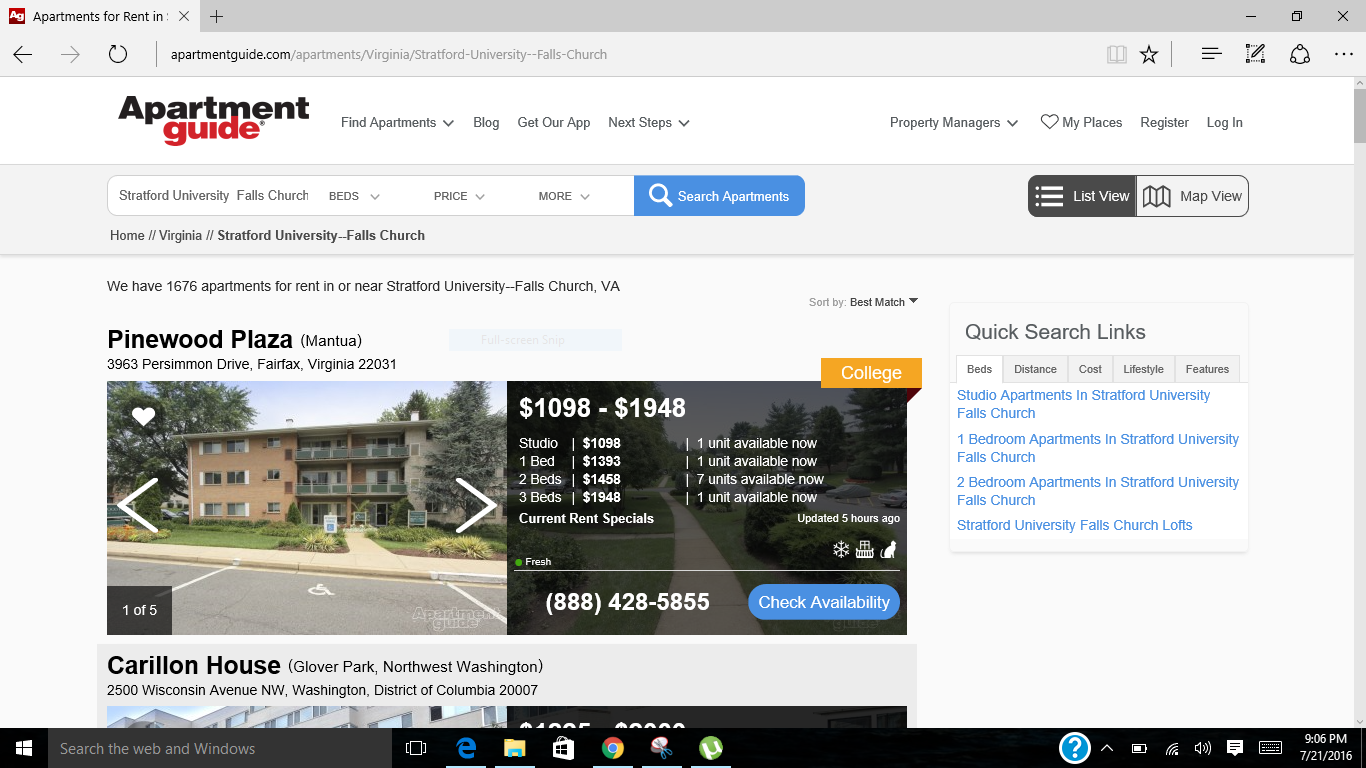 Apartments for Rent in
apartmentguide.com/apartments/Virginia/Stratford-University--Falls-Church
Apartment
guide
Find Apartments
Blog
Get Our App
Next Steps
Property Managers
My Places
Register
Log In
Stratford University  Falls Church
BEDS
PRICE
MORE
Search Apartments
List View
Map View
Home // Virginia // Stratford University--Falls Church
We have 1676 apartments for rent in or near Stratford University--Falls Church, VA
Sort by: Best Match
Pinewood Plaza (Mantua)
Full-screen Snip
3963 Persimmon Drive, Fairfax, Virginia 22031
College
$1098 - $1948
Studio | $1098 | 1 unit available now
1 Bed | $1393 | 1 unit available now
2 Beds | $1458 | 7 units available now
3 Beds | $1948 | 1 unit available now
Current Rent Specials
Updated 5 hours ago
Fresh
(888) 428-5855
Check Availability
1 of 5
Apartment
guide
guide
Quick Search Links
Beds
Distance
Cost
Lifestyle
Features
Studio Apartments In Stratford University
Falls Church
1 Bedroom Apartments In Stratford University
Falls Church
2 Bedroom Apartments In Stratford University
Falls Church
Stratford University Falls Church Lofts
Carillon House (Glover Park, Northwest Washington)
2500 Wisconsin Avenue NW, Washington, District of Columbia 20007
Search the web and Windows
9:06 PM
7/21/2016